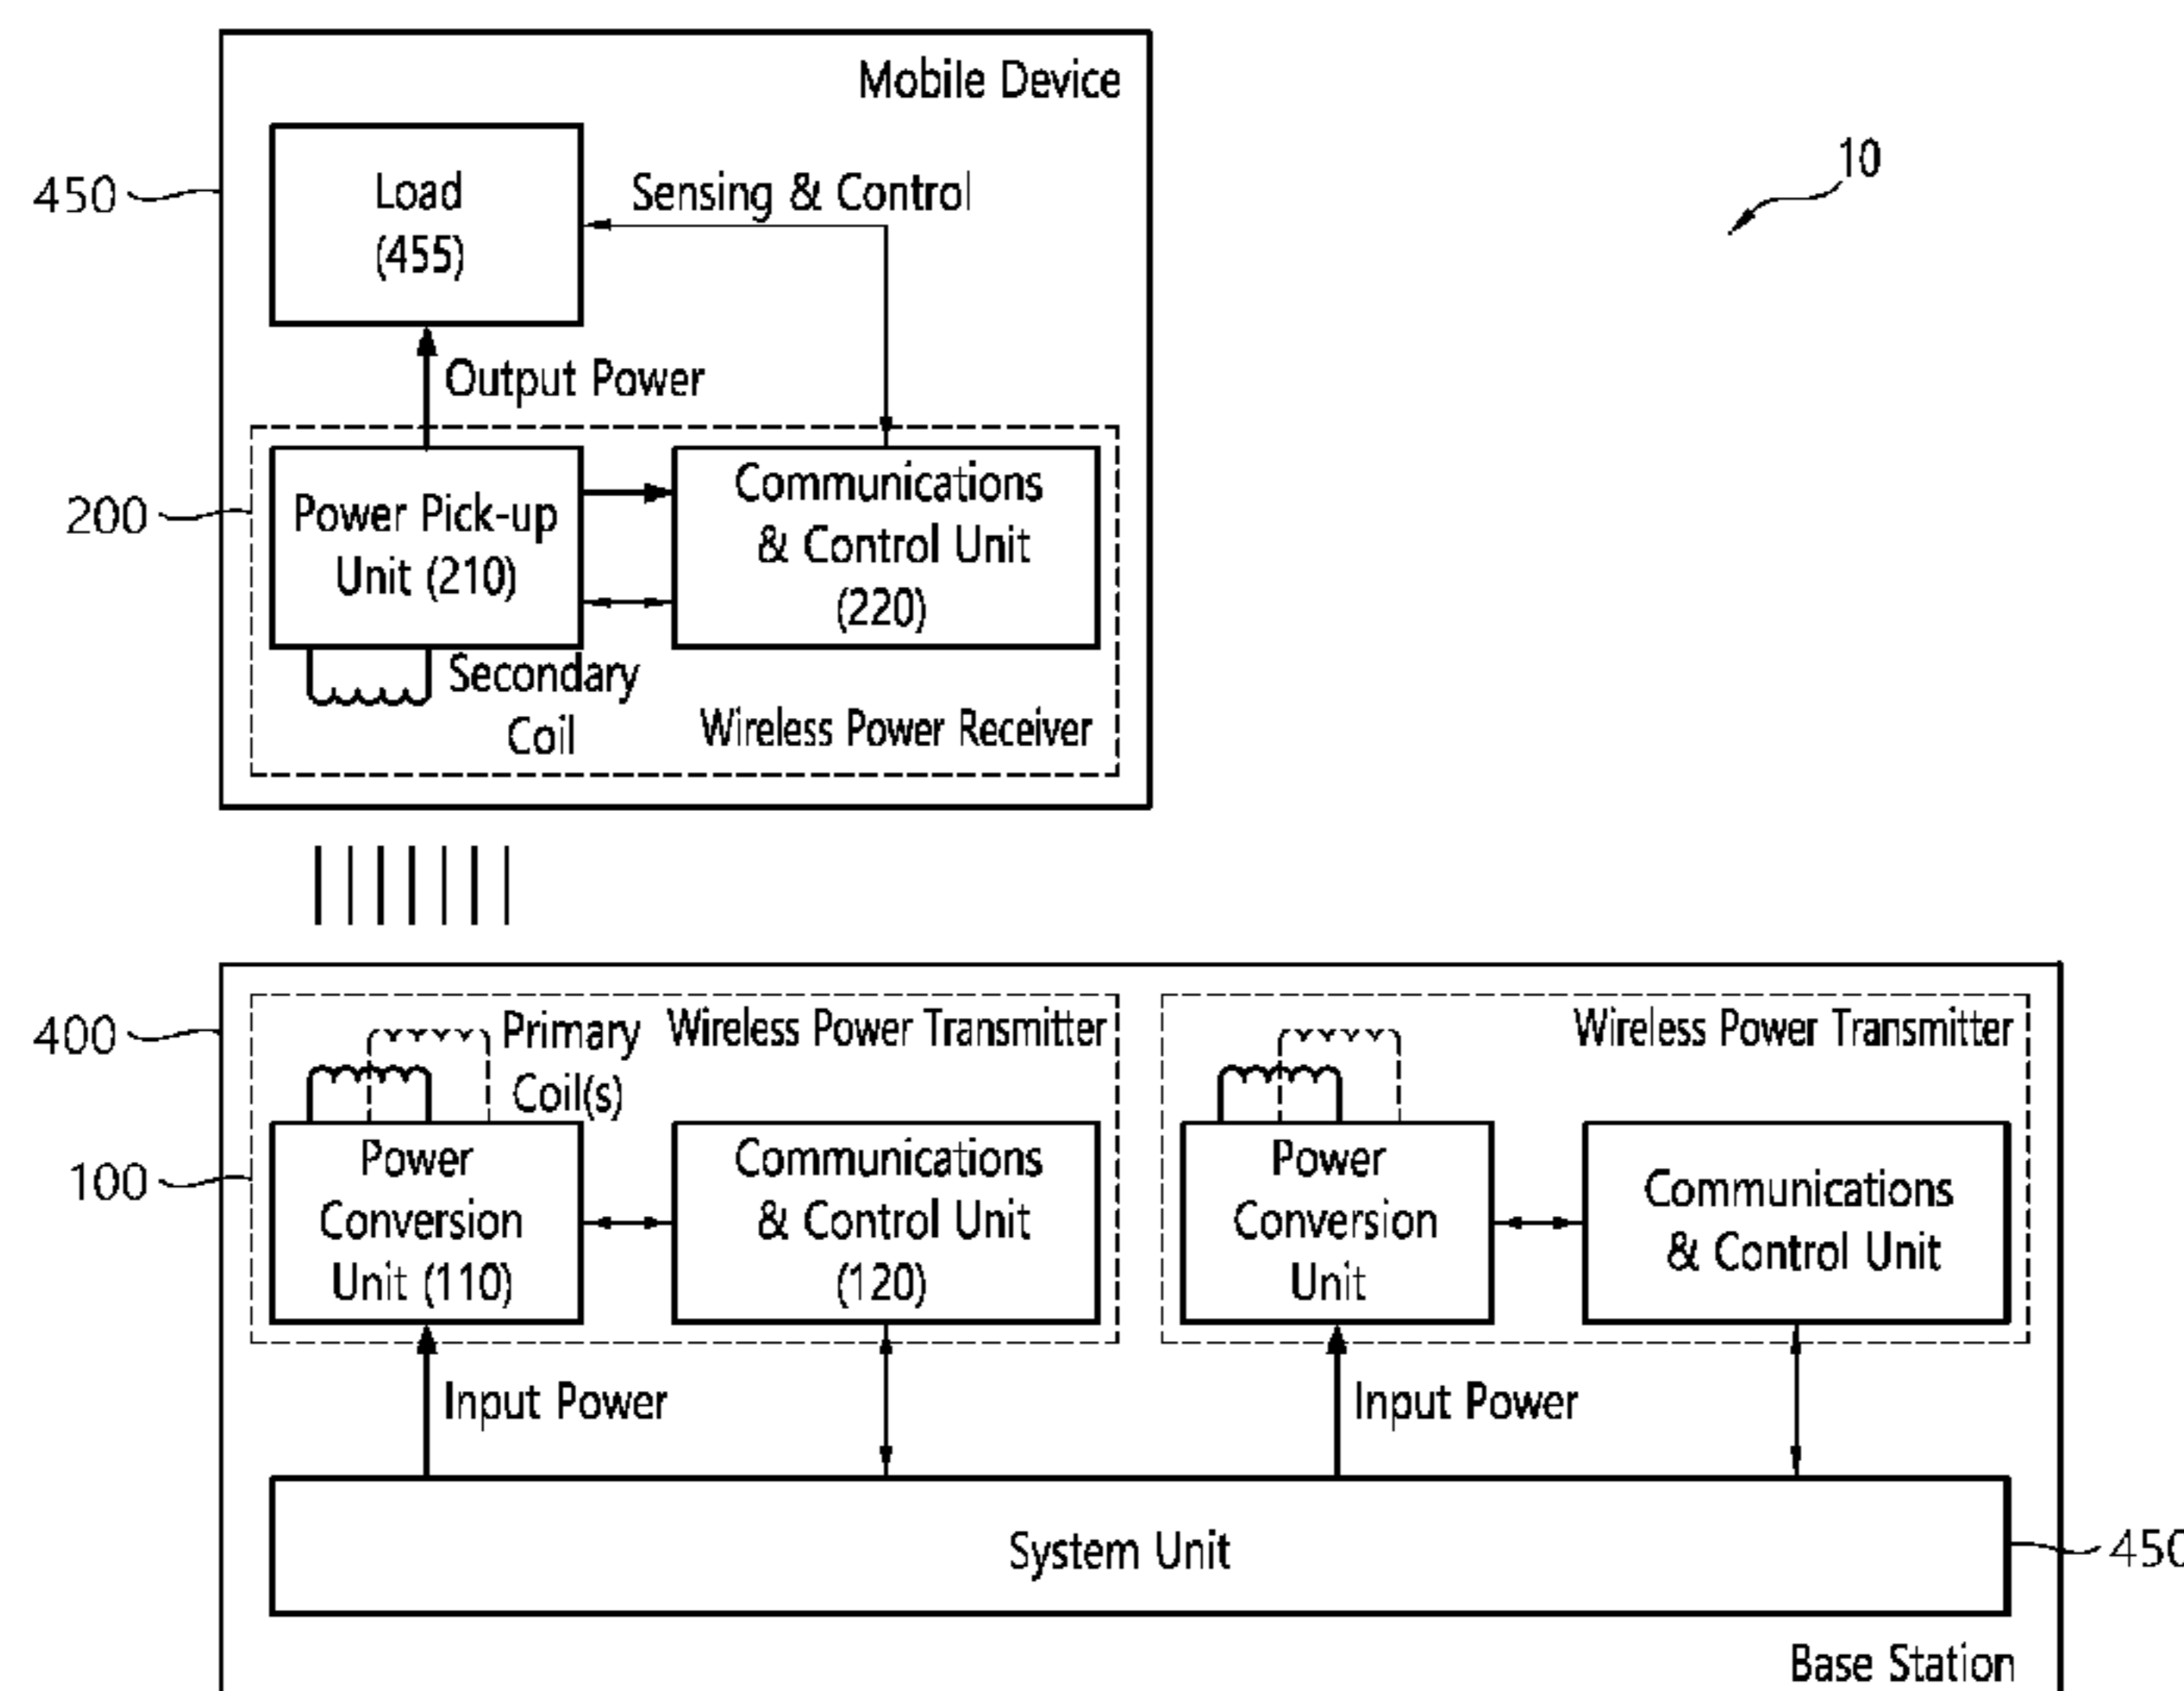 Mobile Device
10
450
Load
(455)
Sensing & Control
Output Power
200
Power Pick-up
Unit (210)
Communications
& Control Unit
(220)
Secondary
Coil
Wireless Power Receiver
400
Primary
Coil(s)
Wireless Power Transmitter
Wireless Power Transmitter
100
Power
Conversion
Unit (110)
Communications
& Control Unit
(120)
Power
Conversion
Unit
Communications
& Control Unit
Input Power
Input Power
System Unit
450
Base Station